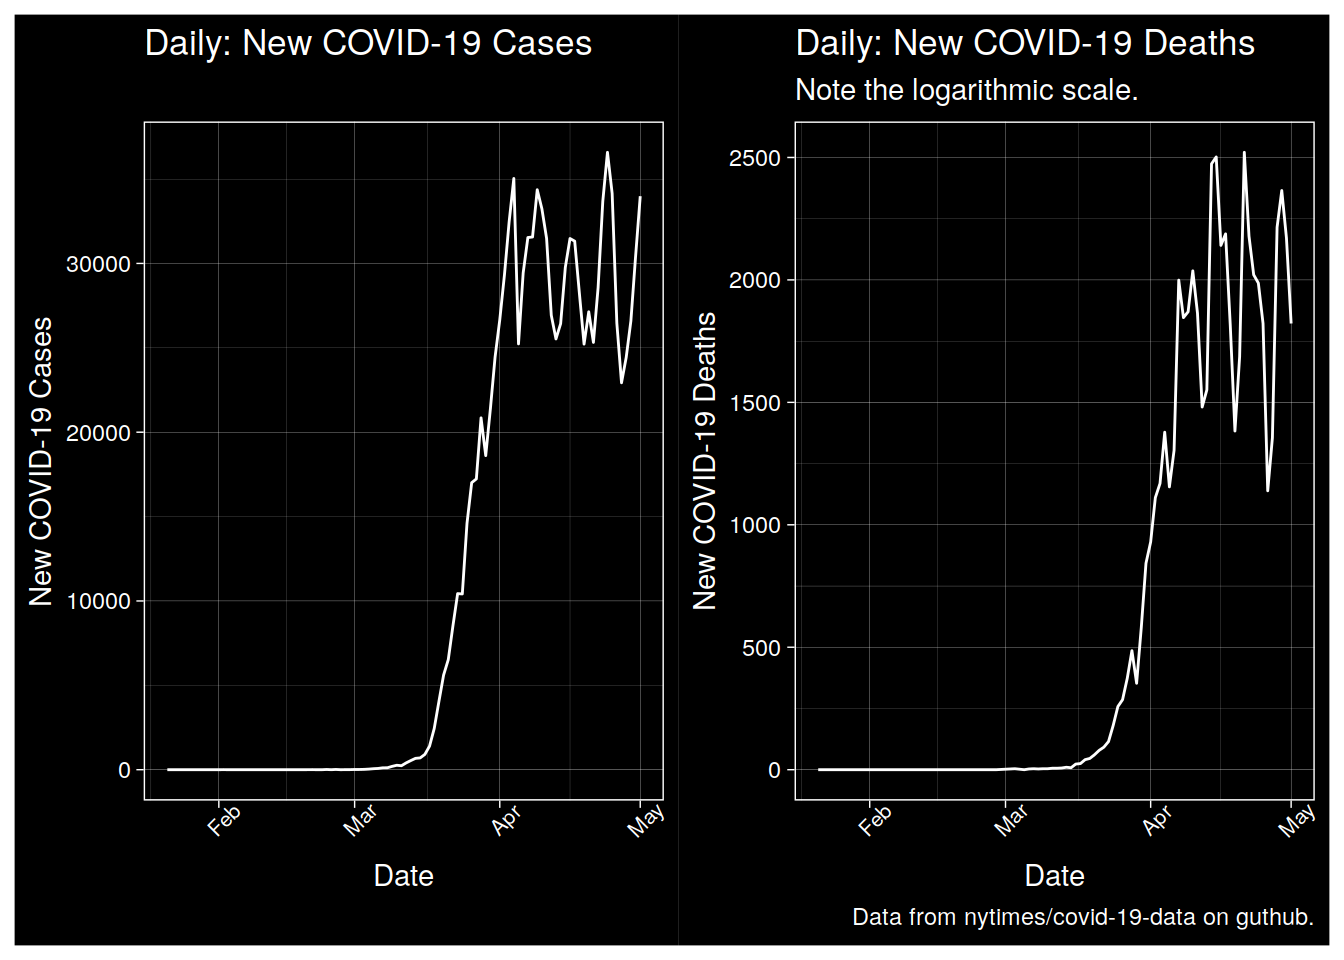 Daily: New COVID-19 Cases
New COVID-19 Cases
30000
20000
10000
0
Feb
Mar
Apr
May
Date
Daily: New COVID-19 Deaths
Note the logarithmic scale.
New COVID-19 Deaths
2500
2000
1500
1000
500
0
Feb
Mar
Apr
May
Date
Data from nytimes/covid-19-data on guthub.